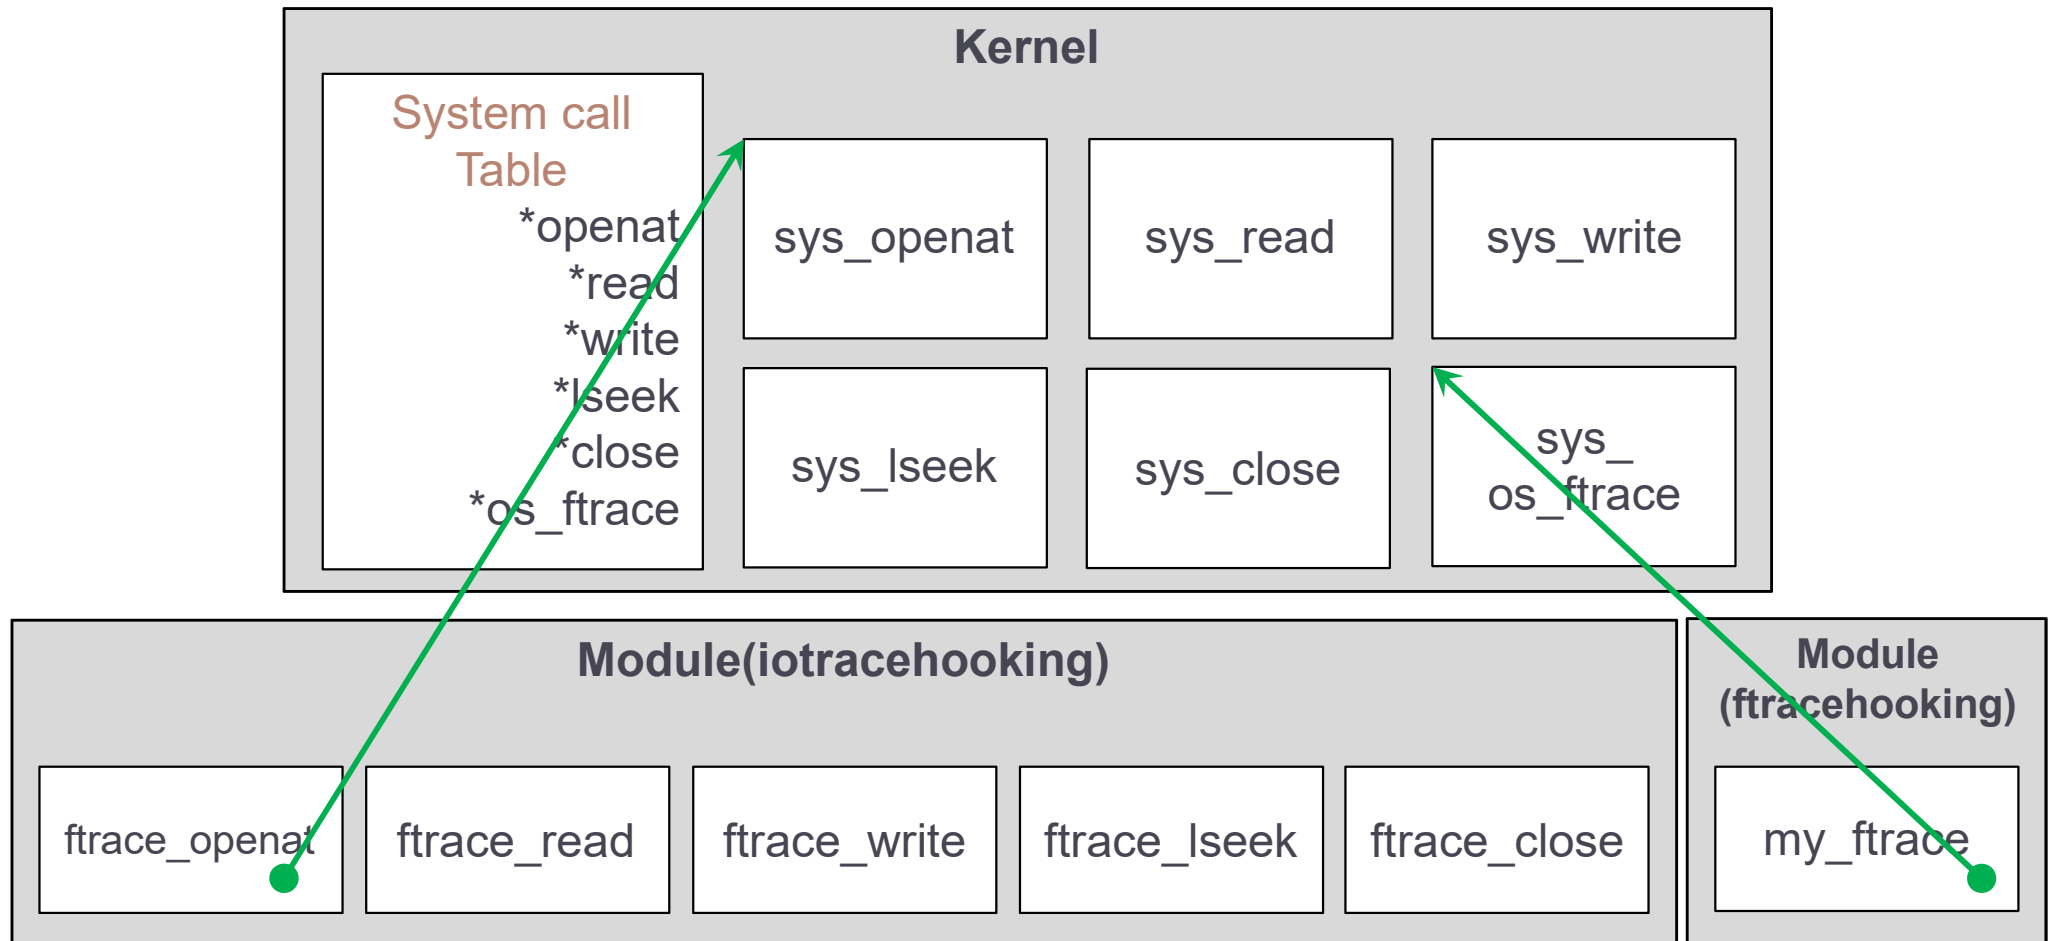 Kernel
System call
Table
*openat
*read
*write
*lseek
*close
*os_ftrace
sys_openat
sys_read
sys_write
sys_lseek
sys_close
sys_
os_ftrace
Module(iotracehooking)
ftrace_openat
ftrace_read
ftrace_write
ftrace_lseek
ftrace_close
Module
(ftracehooking)
my_ftrace